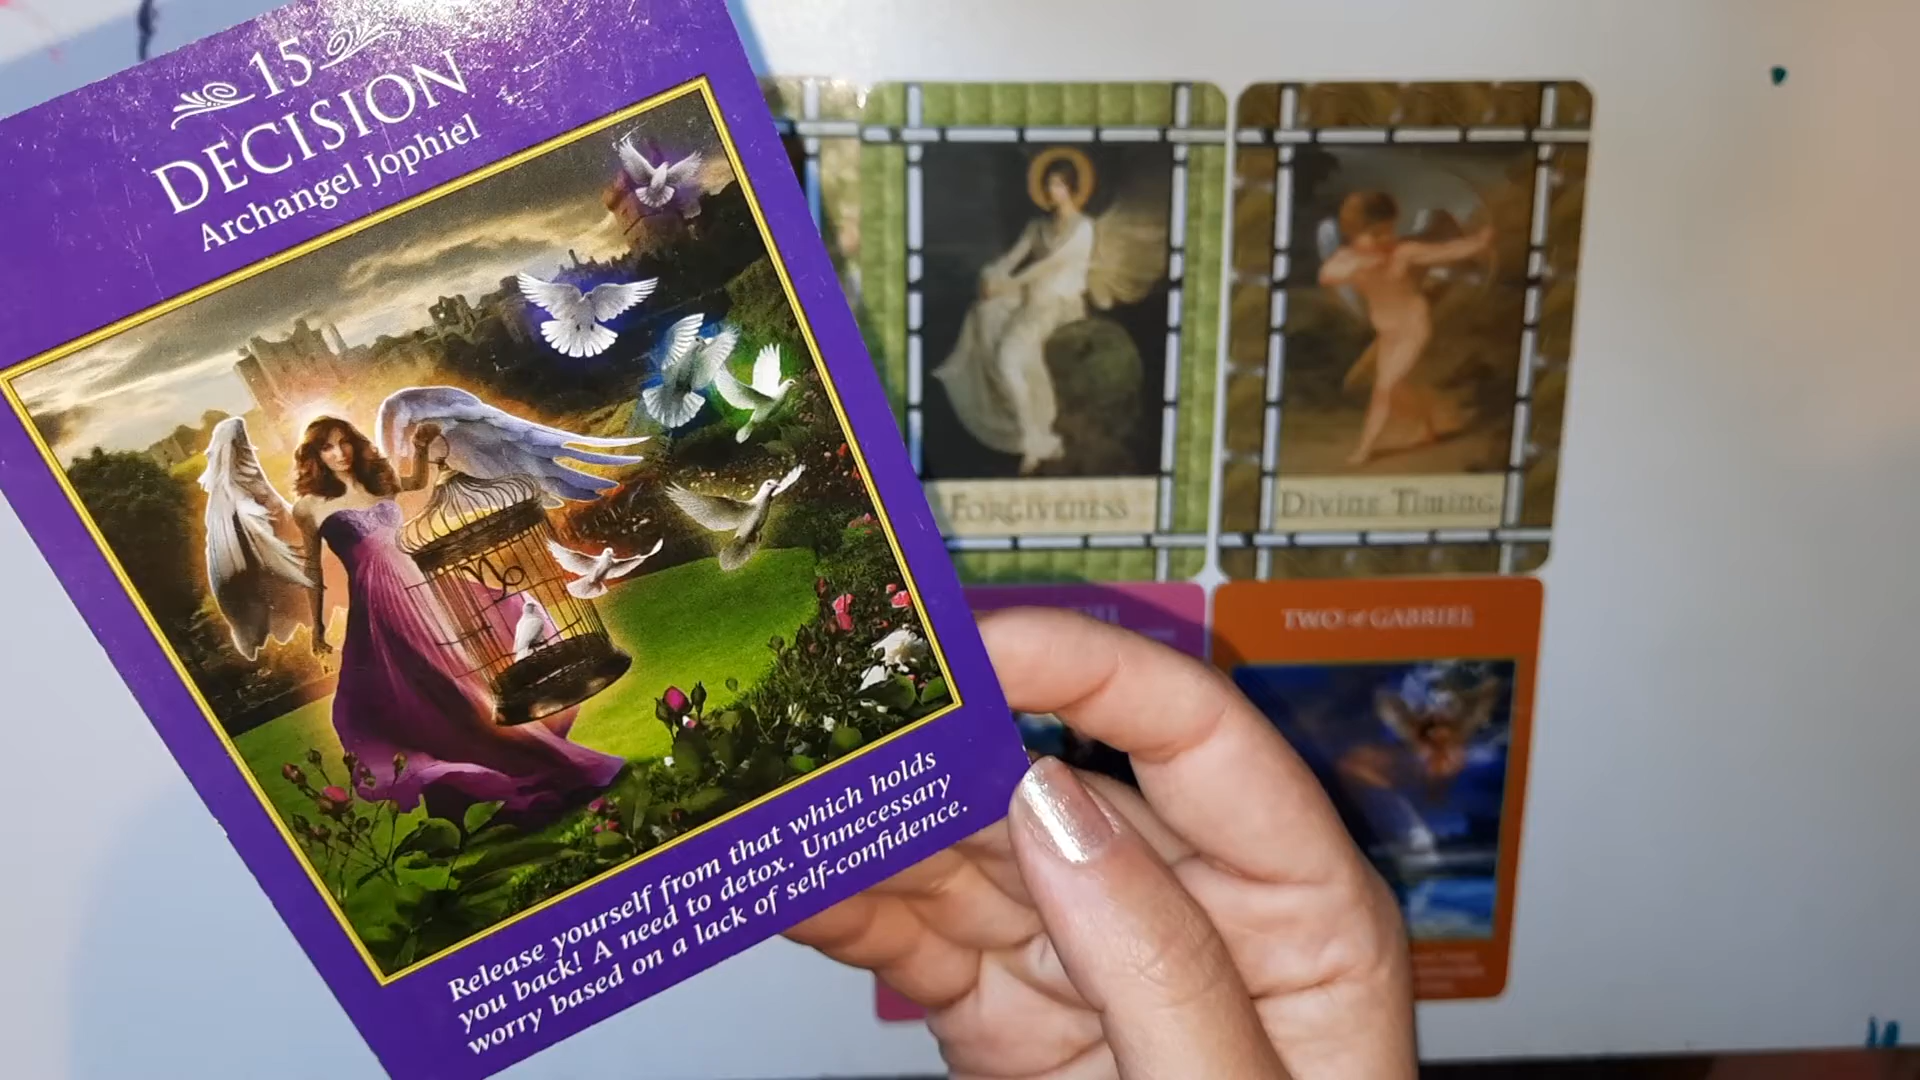 15
DECISION
Archangel Jophiel
Release yourself from that which holds
you back! A need to detox. Unnecessary
worry based on a lack of self-confidence.
FORGIVENESS
Divine Timing
TWO of GABRIEL